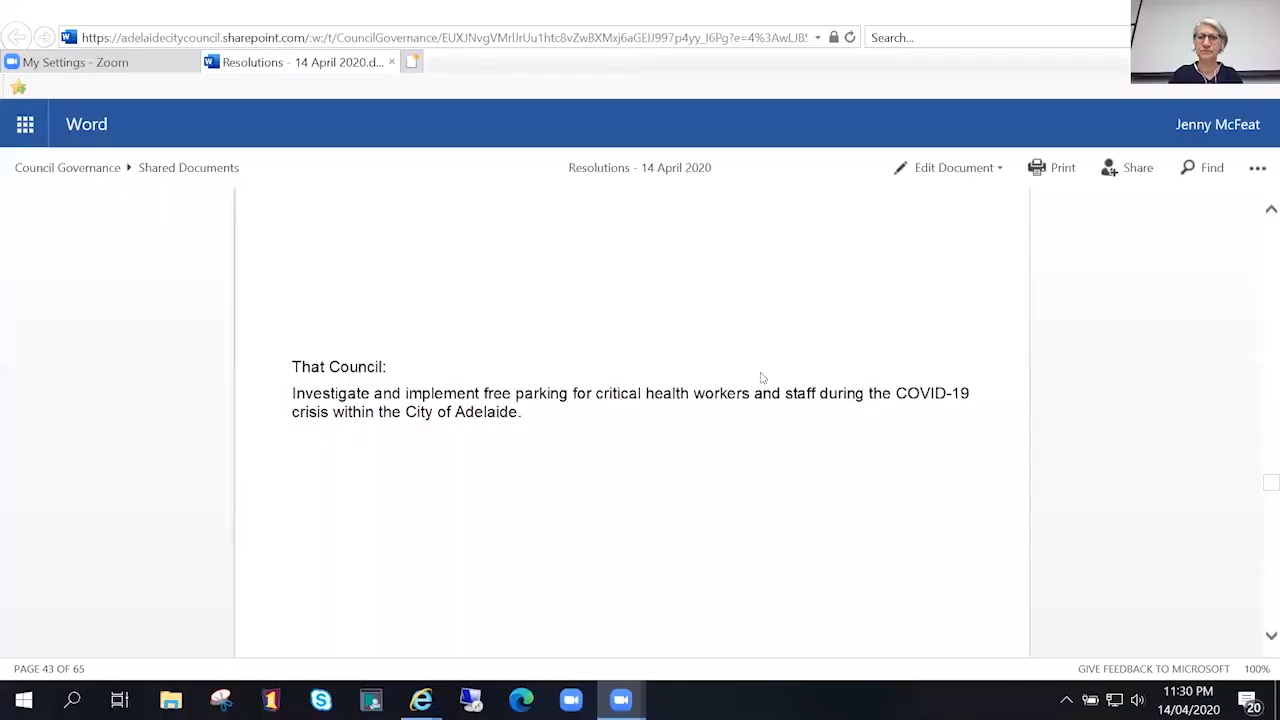 https://adelaidecitycouncil.sharepoint.com/:w:/t/CouncilGovernance/
Search...
My Settings - Zoom
Resolutions - 14 April 2020.d...
Word
Jenny McFeat
Council Governance
Shared Documents
Resolutions - 14 April 2020
Edit Document
Print
Share
Find
That Council:
Investigate and implement free parking for critical health workers and staff during the COVID-19
crisis within the City of Adelaide.
PAGE 43 OF 65
GIVE FEEDBACK TO MICROSOFT
100%
11:30 PM
14/04/2020
20